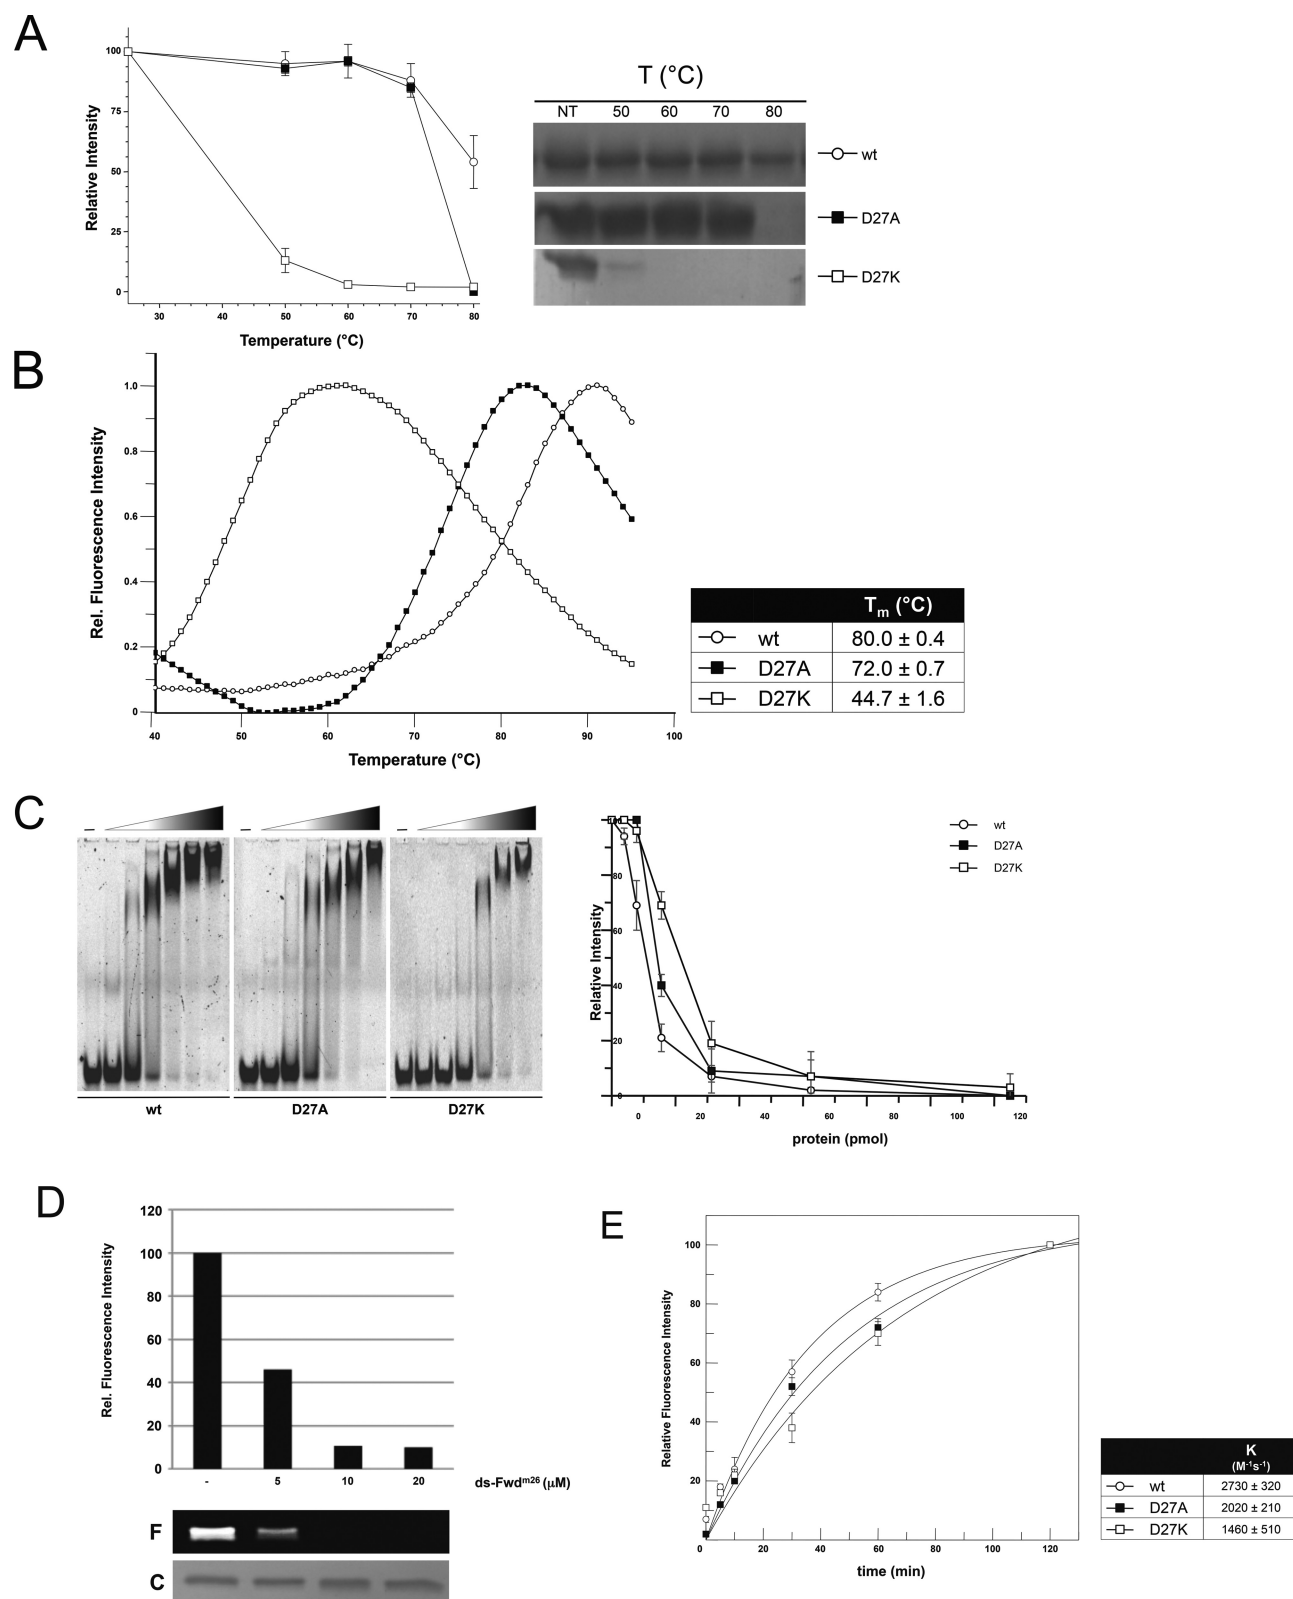 A
Relative Intensity
100
75
50
25
0
30
40
50
60
70
80
Temperature (°C)
T (°C)
NT 50 60 70 80
wt
D27A
D27K
B
Rel. Fluorescence Intensity
1.0
0.8
0.6
0.4
0.2
0
40 50 60 70 80 90 100
Temperature (°C)
Tm (°C)
wt 80.0 ± 0.4
D27A 72.0 ± 0.7
D27K 44.7 ± 1.6
C
–
–
–
wt
D27A
D27K
Relative Intensity
80
60
40
20
0
0 20 40 60 80 100 120
protein (pmol)
wt
D27A
D27K
D
Rel. Fluorescence Intensity
120
100
80
60
40
20
0
- 5 10 20
ds-Fwdm26 (µM)
F
C
E
Relative Fluorescence Intensity
100
80
60
40
20
0 20 40 60 80 100 120
time (min)
K
(M-1s-1)
wt 2730 ± 320
D27A 2020 ± 210
D27K 1460 ± 510